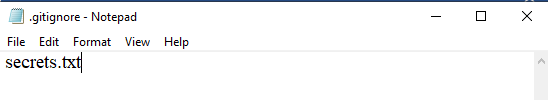 .gitignore - Notepad
File Edit Format View Help
secrets.txt